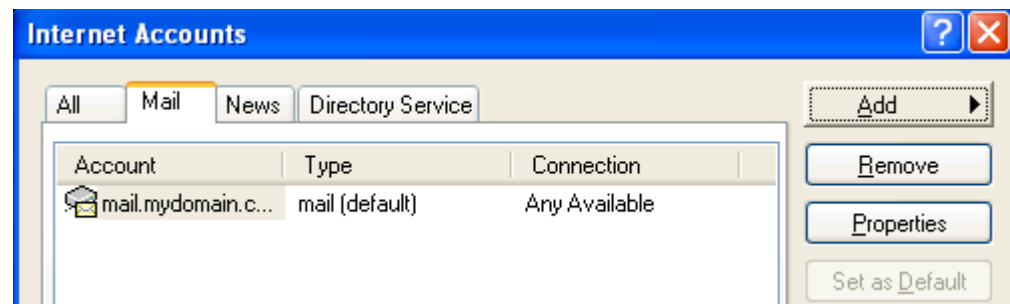 Internet Accounts
All Mail News Directory Service
Add
Account Type Connection
Remove
mail.mydomain.c... mail (default) Any Available
Properties
Set as Default